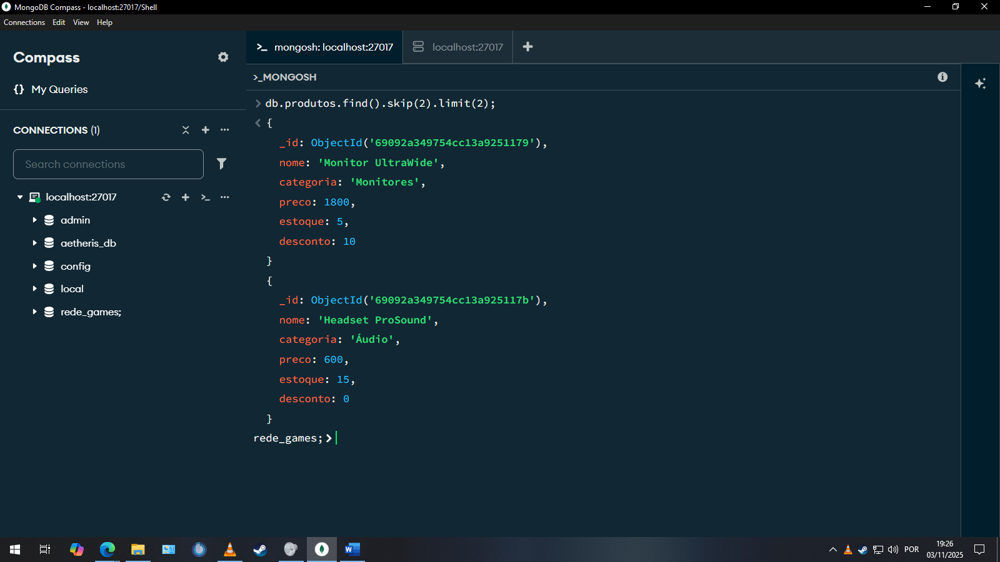 MongoDB Compass - localhost:27017/Shell
Connections Edit View Help
Compass
{} My Queries
CONNECTIONS (1)
Search connections
localhost:27017
admin
aetheris_db
config
local
rede_games;
>_ mongosh: localhost:27017
localhost:27017
>_MONGOSH
> db.produtos.find().skip(2).limit(2);
< {
_id: ObjectId('69092a349754cc13a9251179'),
nome: 'Monitor UltraWide',
categoria: 'Monitores',
preco: 1800,
estoque: 5,
desconto: 10
}
{
_id: ObjectId('69092a349754cc13a925117b'),
nome: 'Headset ProSound',
categoria: 'Áudio',
preco: 600,
estoque: 15,
desconto: 0
}
rede_games; >
POR
19:26
03/11/2025